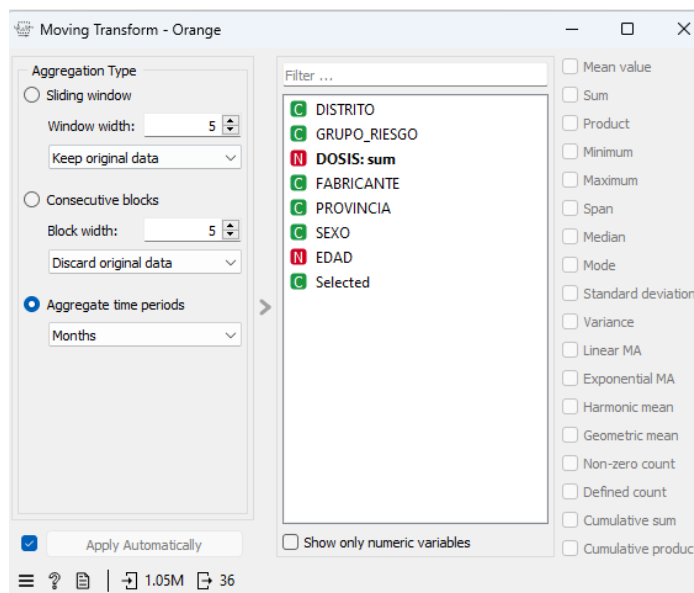 Moving Transform - Orange
Aggregation Type
Sliding window
Window width: 5
Keep original data
Consecutive blocks
Block width: 5
Discard original data
Aggregate time periods
Months
Apply Automatically
Filter ...
C DISTRITO
C GRUPO_RIESGO
N DOSIS: sum
C FABRICANTE
C PROVINCIA
C SEXO
N EDAD
C Selected
Show only numeric variables
Mean value
Sum
Product
Minimum
Maximum
Span
Median
Mode
Standard deviation
Variance
Linear MA
Exponential MA
Harmonic mean
Geometric mean
Non-zero count
Defined count
Cumulative sum
Cumulative produc
? 1.05M 36